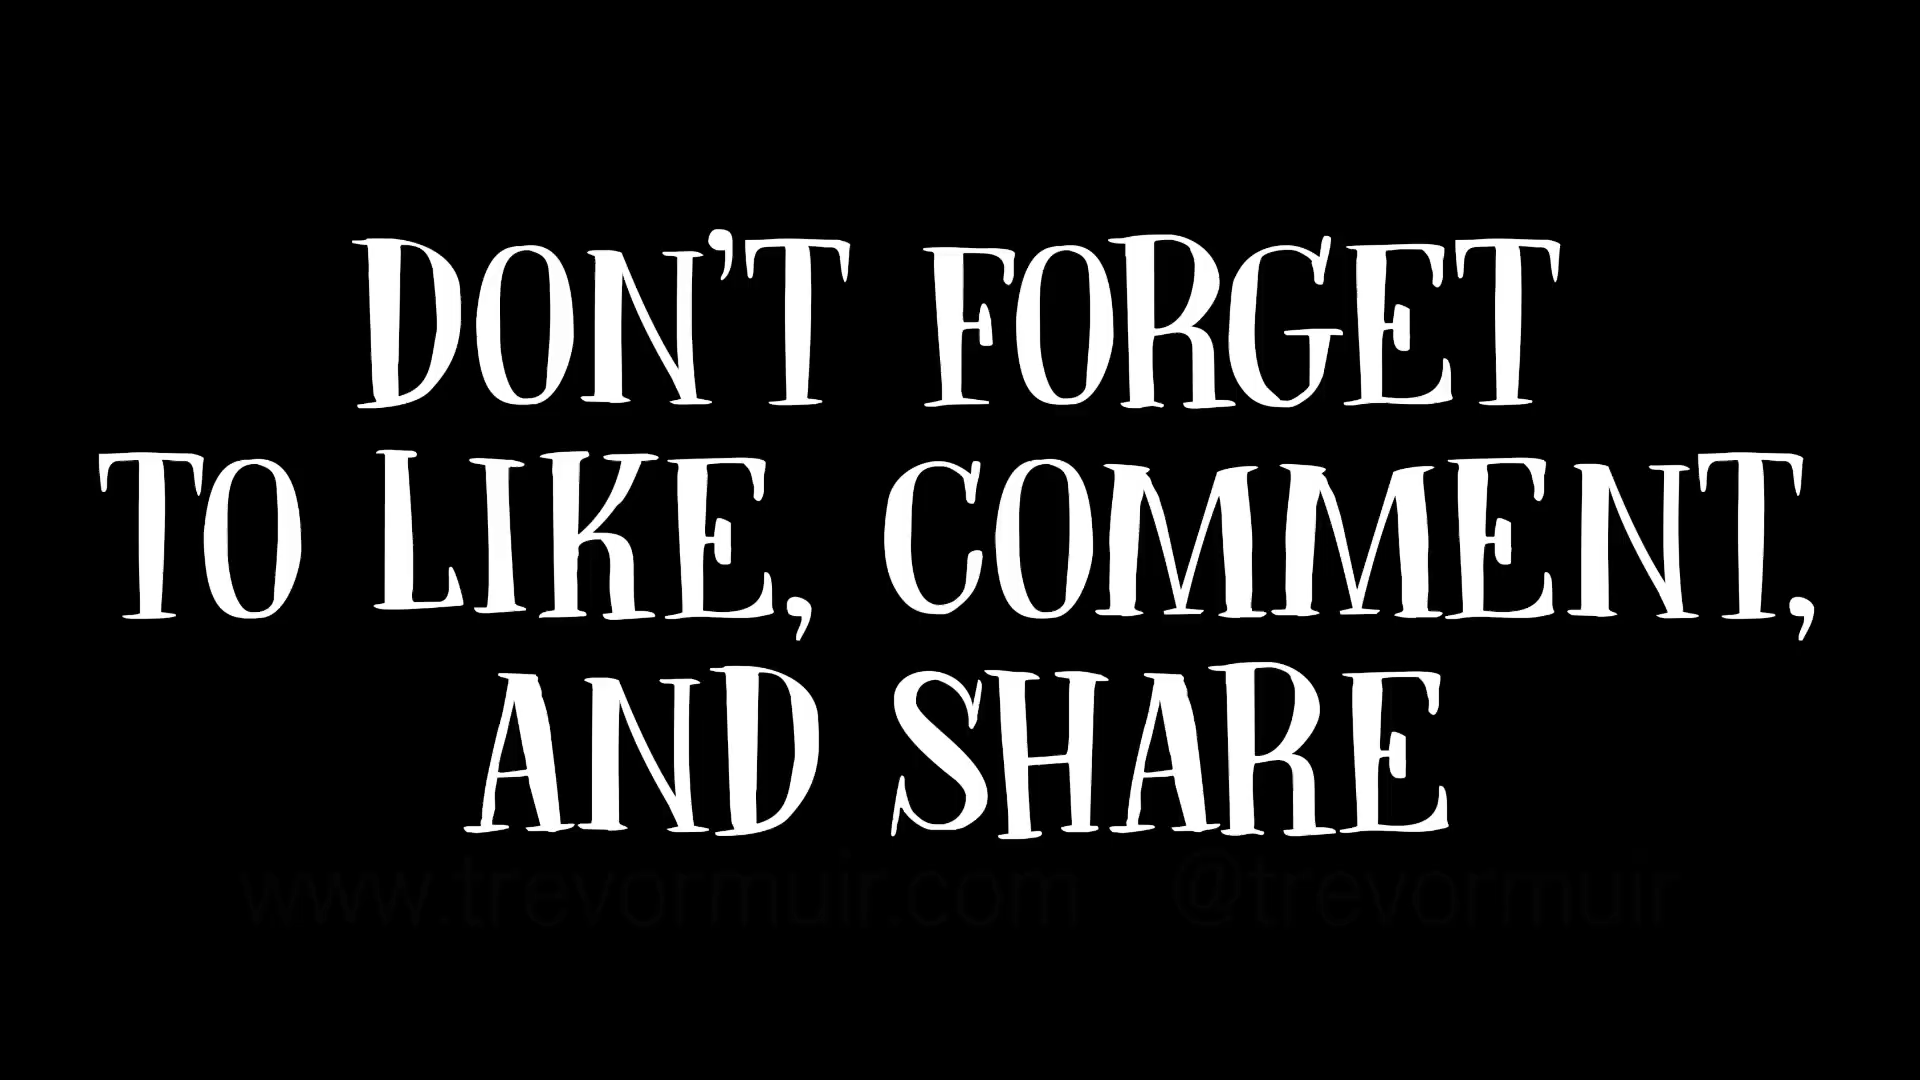 DON'T FORGET
TO LIKE, COMMENT,
AND SHARE
www.trevormuir.com @trevormuir